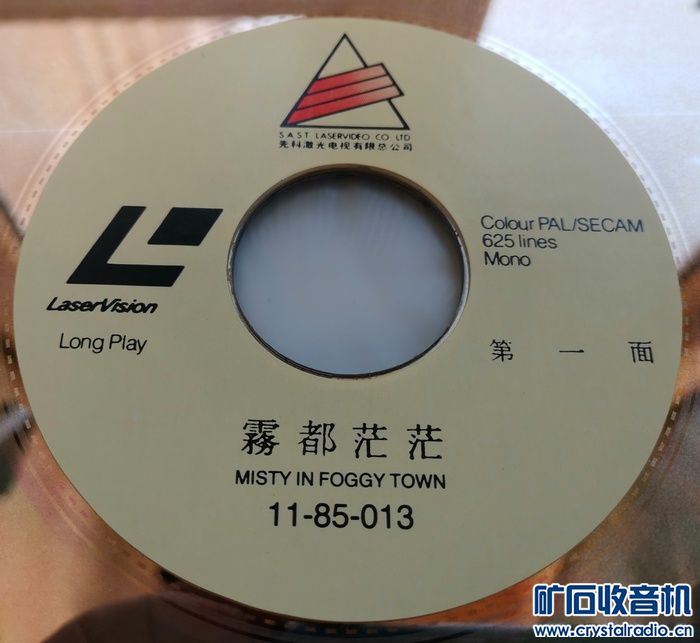 SAST LASERVIDEO CO LTD
先科激光电视有限总公司
LaserVision
Long Play
Colour PAL/SECAM
625 lines
Mono
第一面
霧都茫茫
MISTY IN FOGGY TOWN
11-85-013
矿石收音机
www.crystalradio.cn